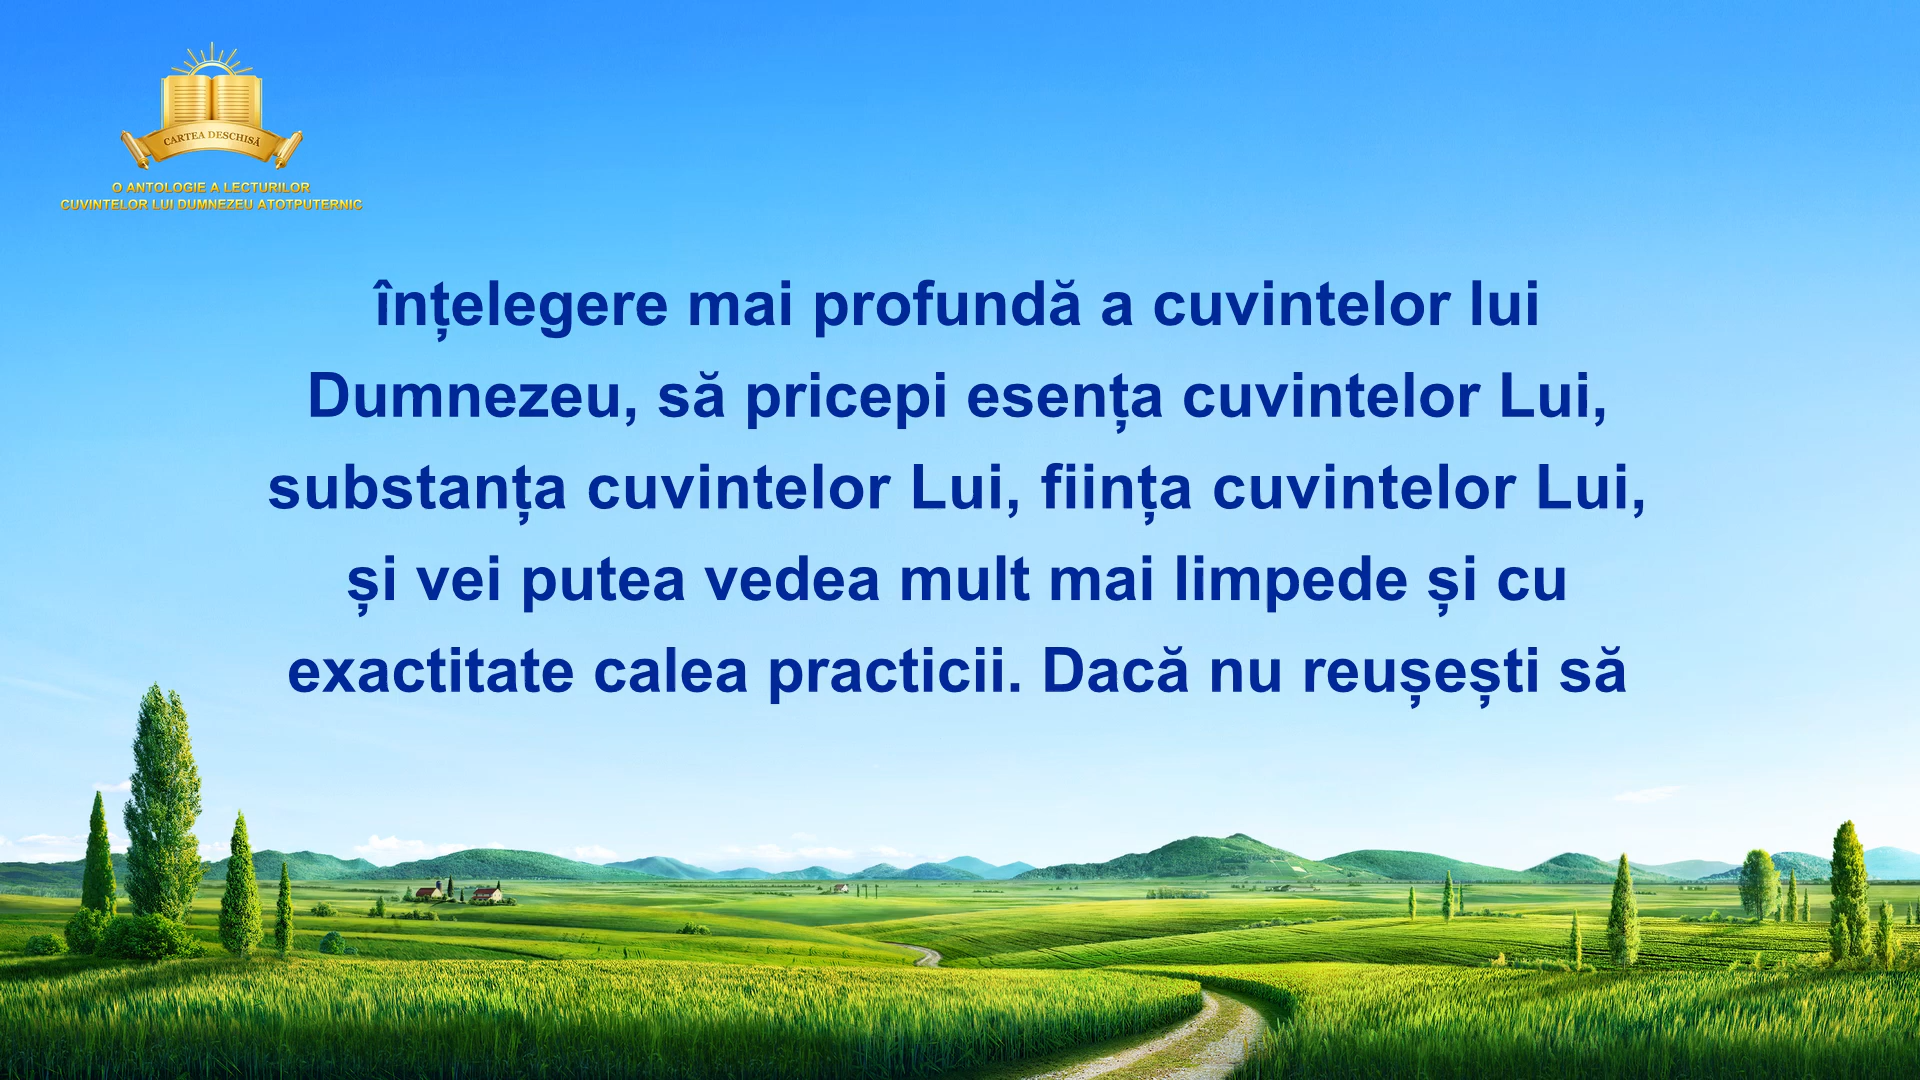 CARTEA DESCHISĂ
O ANTOLOGIE A LECTURILOR
CUVINTELOR LUI DUMNEZEU ATOTPUTERNIC
înțelegere mai profundă a cuvintelor lui
Dumnezeu, să pricepi esența cuvintelor Lui,
substanța cuvintelor Lui, ființa cuvintelor Lui,
și vei putea vedea mult mai limpede și cu
exactitate calea practicii. Dacă nu reușești să